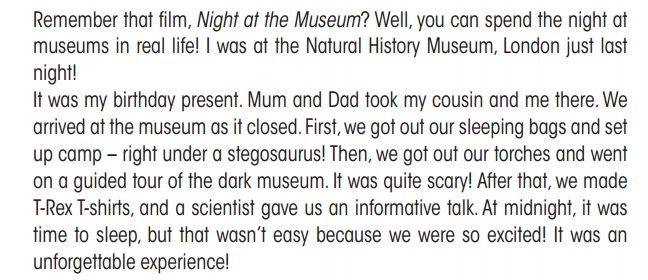 Remember that film, Night at the Museum? Well, you can spend the night at
museums in real life! I was at the Natural History Museum, London just last
night!
It was my birthday present. Mum and Dad took my cousin and me there. We
arrived at the museum as it closed. First, we got out our sleeping bags and set
up camp – right under a stegosaurus! Then, we got out our torches and went
on a guided tour of the dark museum. It was quite scary! After that, we made
T-Rex T-shirts, and a scientist gave us an informative talk. At midnight, it was
time to sleep, but that wasn't easy because we were so excited! It was an
unforgettable experience!